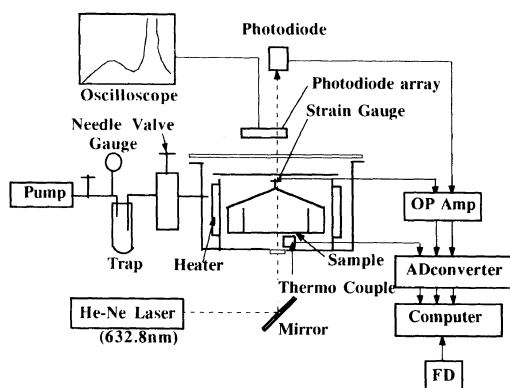 Photodiode
Photodiode array
Oscilloscope
Strain Gauge
Needle Valve
Gauge
Pump
OP Amp
Trap
Heater
Sample
ADconverter
Thermo Couple
He-Ne Laser
(632.8nm)
Mirror
Computer
FD